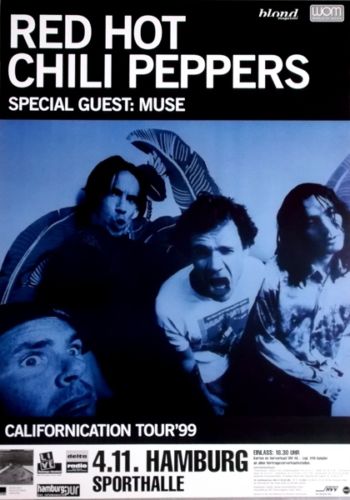 blond
wom
RED HOT
CHILI PEPPERS
SPECIAL GUEST: MUSE
CALIFORNICATION TOUR'99
delta
radio
4.11. HAMBURG
SPORTHALLE
EINLASS: 18.30 UHR
hamburg:pur